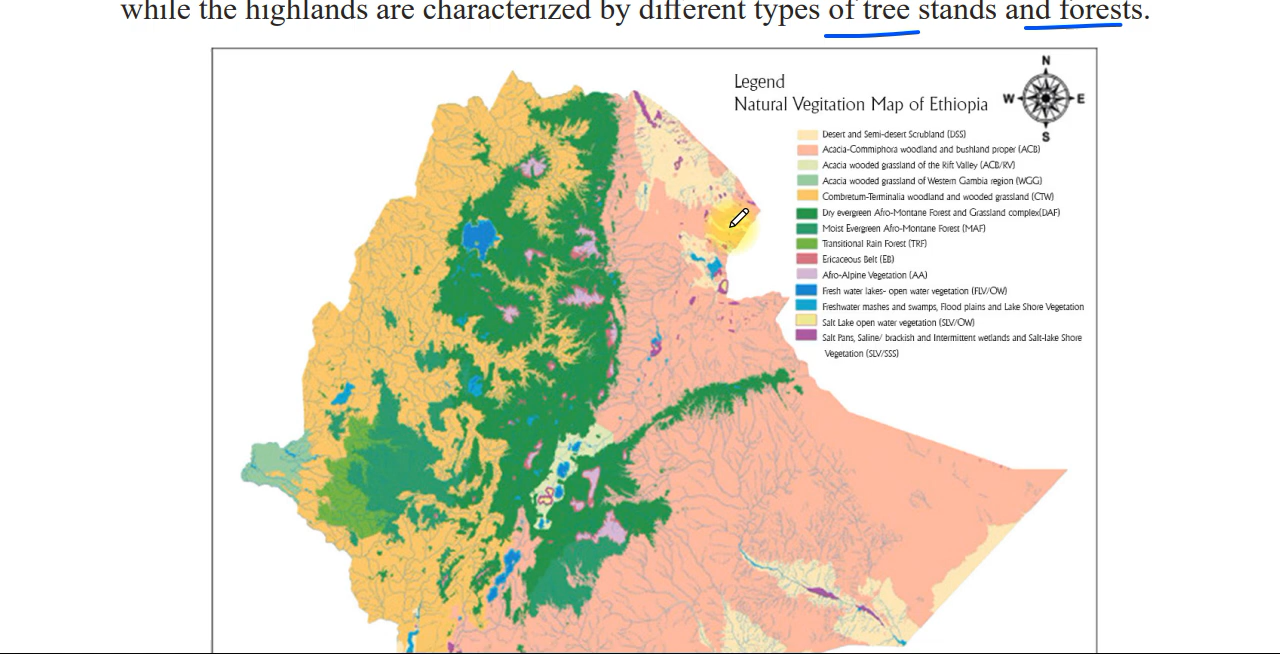 while the highlands are characterized by different types of tree stands and forests.
Legend
Natural Vegitation Map of Ethiopia
N
W
E
S
Desert and Semi-desert Scrubland (DSS)
Acacia-Commiphora woodland and bushland proper (ACB)
Acacia wooded grassland of the Rift Valley (ACB/RV)
Acacia wooded grassland of Western Gambia region (WGG)
Combretum-Terminalia woodland and wooded grassland (CTW)
Dry evergreen Afro-Montane Forest and Grassland complex(DAF)
Moist Evergreen Afro-Montane Forest (MAF)
Transitional Rain Forest (TRF)
Ericaceous Belt (EB)
Afro-Alpine Vegetation (AA)
Fresh water lakes- open water vegetation (FLV/OW)
Freshwater mashes and swamps, Flood plains and Lake Shore Vegetation
Salt Lake open water vegetation (SLV/OW)
Salt Pans, Saline/ brackish and Intermittent wetlands and Salt-lake Shore
Vegetation (SLV/SSS)